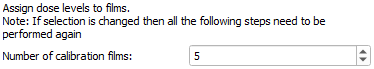 Assign dose levels to films.
Note: If selection is changed then all the following steps need to be
performed again
Number of calibration films: 5